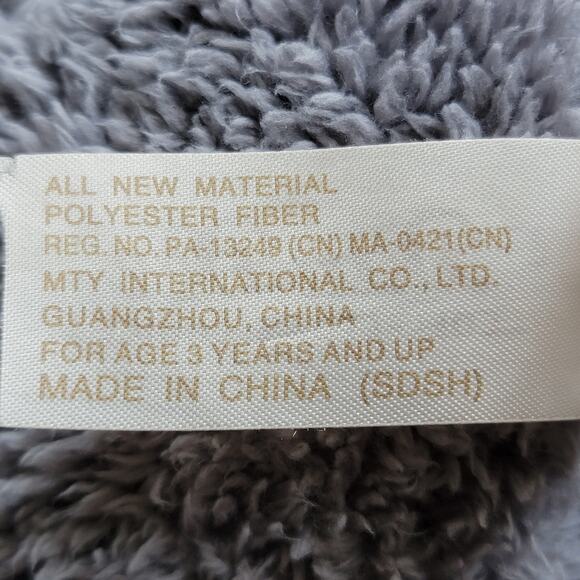 ALL NEW MATERIAL
POLYESTER FIBER
REG. NO. PA-13249 (CN) MA-0421(CN)
MTY INTERNATIONAL CO., LTD.
GUANGZHOU, CHINA
FOR AGE 3 YEARS AND UP
MADE IN CHINA (SDSH)